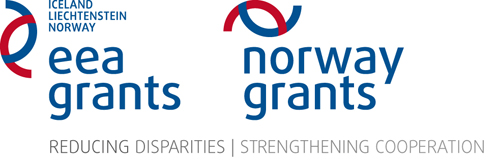 ICELAND
LIECHTENSTEIN
NORWAY
eea
grants
norway
grants
REDUCING DISPARITIES | STRENGTHENING COOPERATION